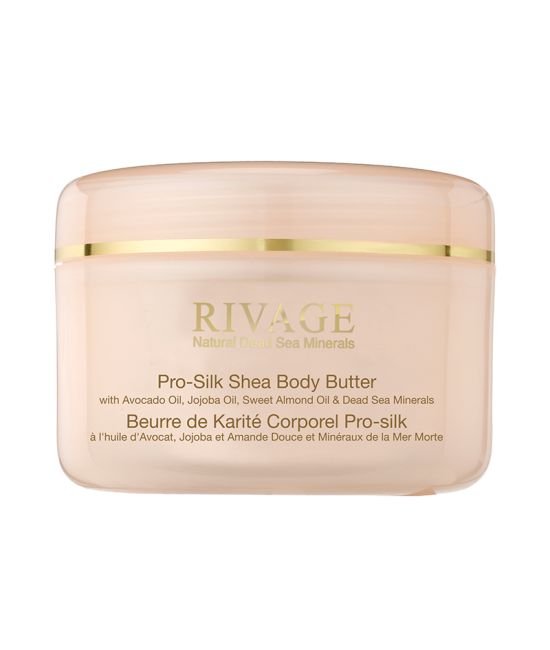 RIVAGE
Natural Dead Sea Minerals
Pro-Silk Shea Body Butter
with Avocado Oil, Jojoba Oil, Sweet Almond Oil & Dead Sea Minerals
Beurre de Karité Corporel Pro-silk
à l'huile d'Avocat, Jojoba et Amande Douce et Minéraux de la Mer Morte